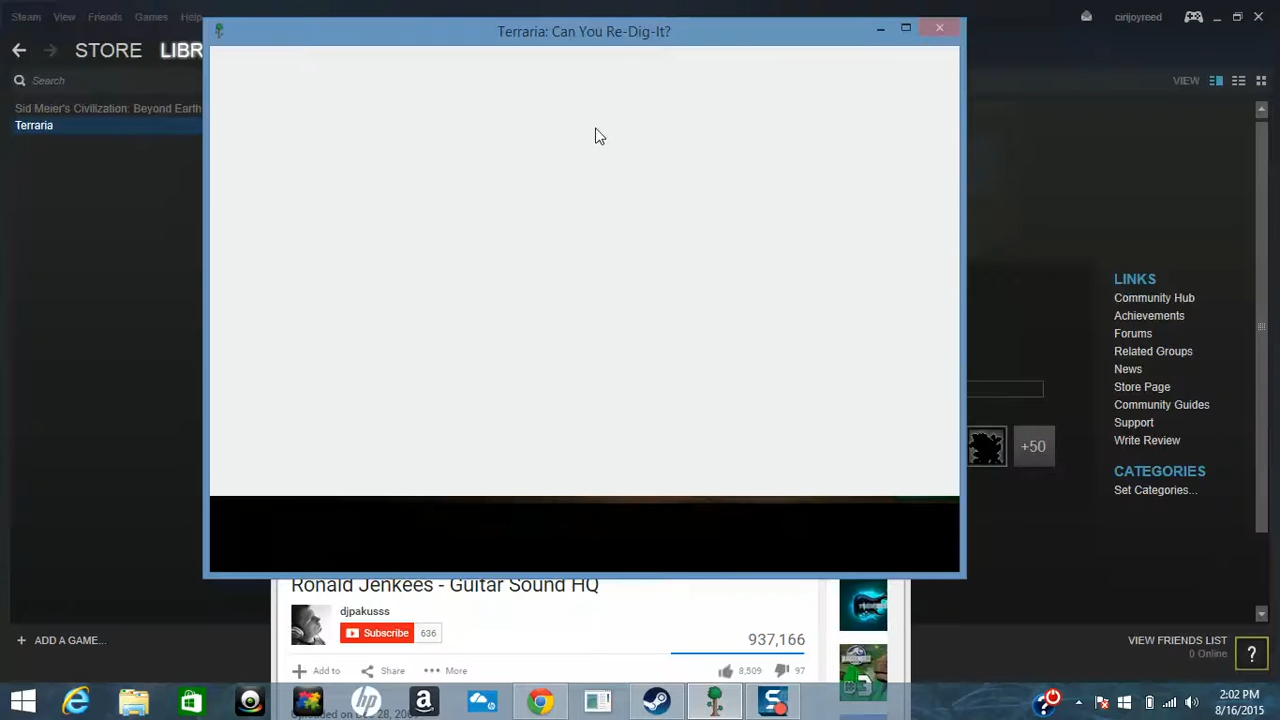 Steam View Friends Games Help cirijoyreed
Terraria: Can You Re-Dig-It?
STORE LIBR
Search VIEW
Sid Meier's Civilization: Beyond Earth
Terraria
LINKS
Community Hub
Achievements
Forums
Related Groups
News
Store Page
Community Guides
Support
Write Review
+50
CATEGORIES
Set Categories...
Ronald Jenkees - Guitar Sound HQ
djpakusss
Subscribe 636
937,166
Add to Share More 8,509 97
ADD A GAME...
VIEW FRIENDS LIST
0 Online
?
2:02 PM
8/16/2015